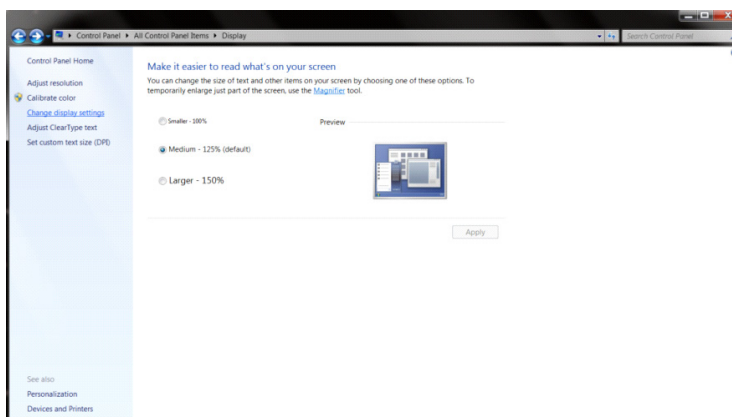 Control Panel ▸ All Control Panel Items ▸ Display
Search Control Panel
Control Panel Home
Adjust resolution
Calibrate color
Change display settings
Adjust ClearType text
Set custom text size (DPI)
Make it easier to read what's on your screen
You can change the size of text and other items on your screen by choosing one of these options. To
temporarily enlarge just part of the screen, use the Magnifier tool.
Smaller - 100%
Preview
Medium - 125% (default)
Larger - 150%
Apply
See also
Personalization
Devices and Printers